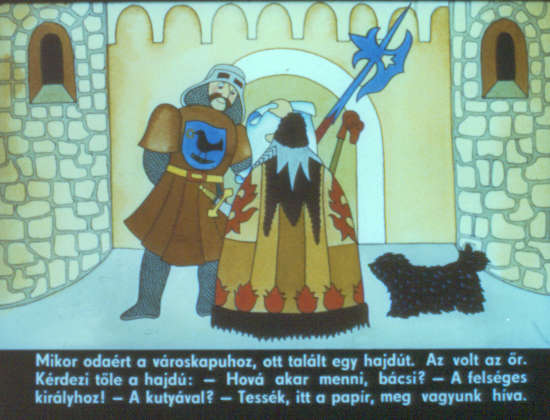 Mikor odaért a városkapuhoz, ott talált egy hajdút. Az volt az őr.
Kérdezi tőle a hajdú: — Hová akar menni, bácsi? — A felséges
királyhoz! — A kutyával? — Tessék, itt a papír, meg vagyunk híva.